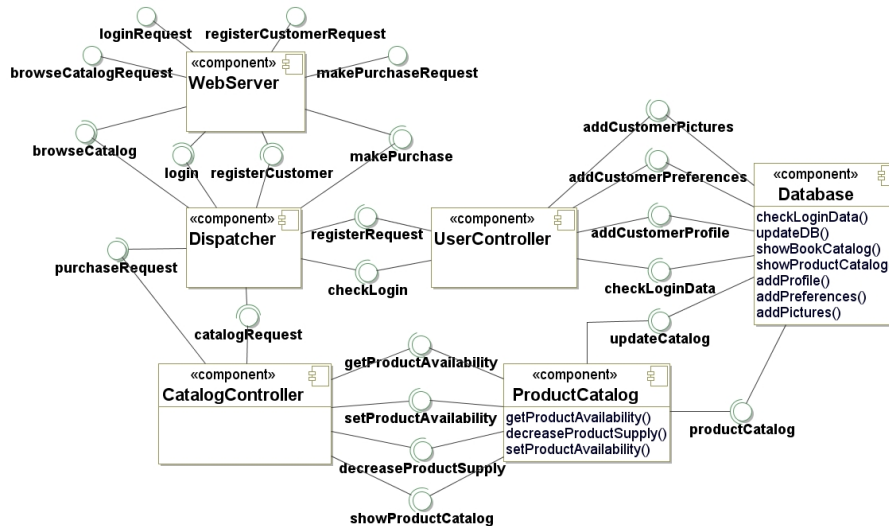 loginRequest
registerCustomerRequest
browseCatalogRequest
«component»
WebServer
makePurchaseRequest
browseCatalog
login
registerCustomer
makePurchase
addCustomerPictures
addCustomerPreferences
«component»
Database
checkLoginData()
updateDB()
showBookCatalog()
showProductCatalog
addProfile()
addPreferences()
addPictures()
«component»
Dispatcher
registerRequest
«component»
UserController
addCustomerProfile
purchaseRequest
checkLogin
checkLoginData
catalogRequest
updateCatalog
getProductAvailability
«component»
CatalogController
«component»
ProductCatalog
getProductAvailability()
decreaseProductSupply()
setProductAvailability()
setProductAvailability
productCatalog
decreaseProductSupply
showProductCatalog